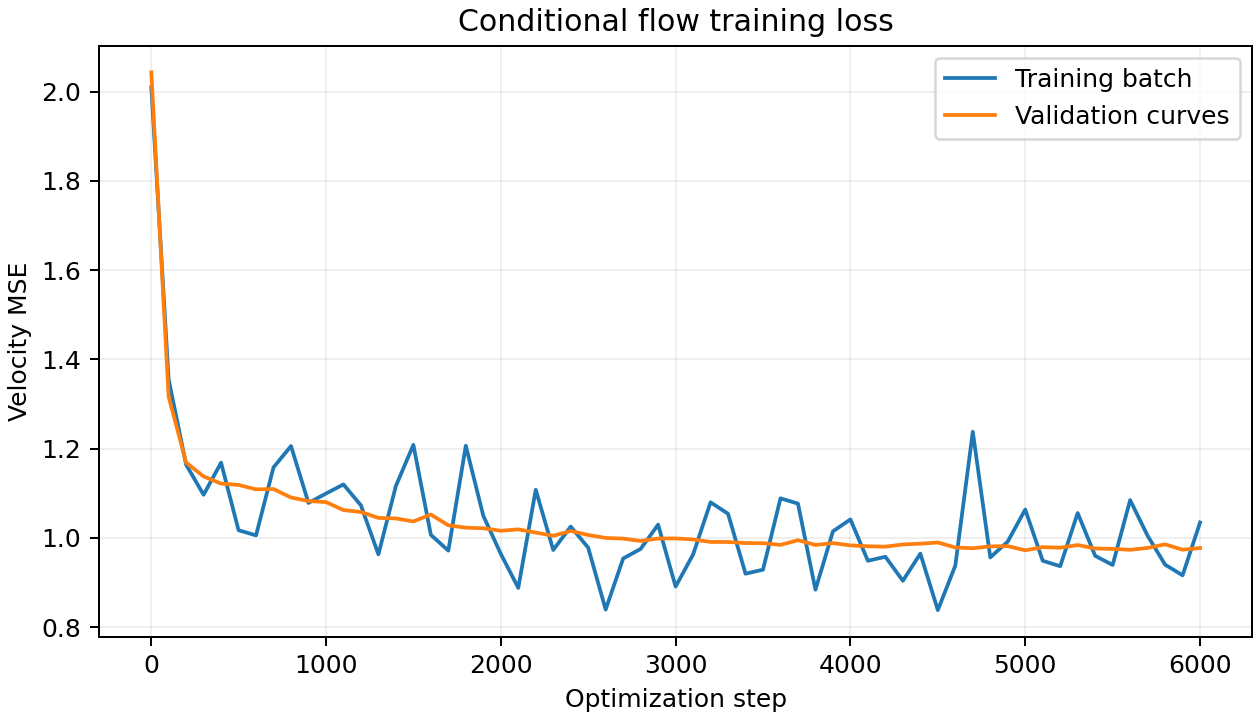 Conditional flow training loss
Training batch
Validation curves
Velocity MSE
2.0
1.8
1.6
1.4
1.2
1.0
0.8
0
1000
2000
3000
4000
5000
6000
Optimization step